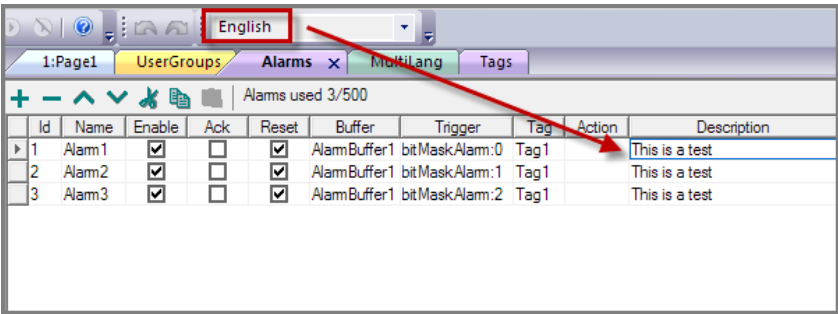 English
1:Page1 UserGroups Alarms x MultiLang Tags
Alarms used 3/500
Id Name Enable Ack Reset Buffer Trigger Tag Action Description
1 Alarm1 AlarmBuffer1 bitMaskAlarm:0 Tag1 This is a test
2 Alarm2 AlarmBuffer1 bitMaskAlarm:1 Tag1 This is a test
3 Alarm3 AlarmBuffer1 bitMaskAlarm:2 Tag1 This is a test